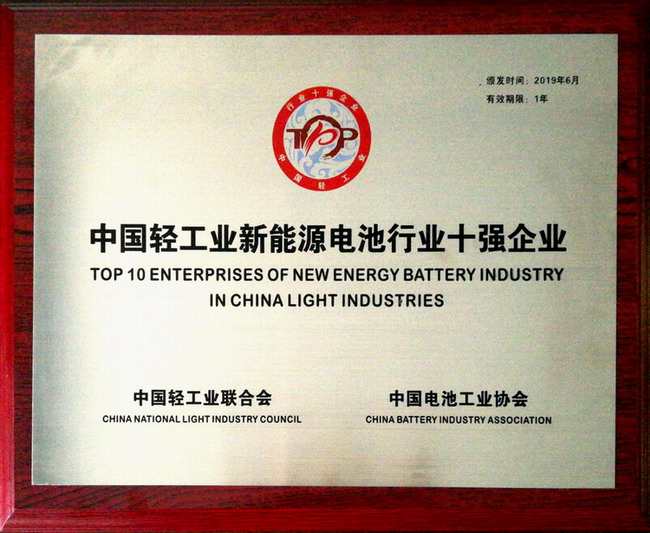 颁发时间：2019年6月
有效期限：1年
行业十强企业
TOP
中国轻工业
中国轻工业新能源电池行业十强企业
TOP 10 ENTERPRISES OF NEW ENERGY BATTERY INDUSTRY
IN CHINA LIGHT INDUSTRIES
中国轻工业联合会
中国电池工业协会
CHINA NATIONAL LIGHT INDUSTRY COUNCIL
CHINA BATTERY INDUSTRY ASSOCIATION